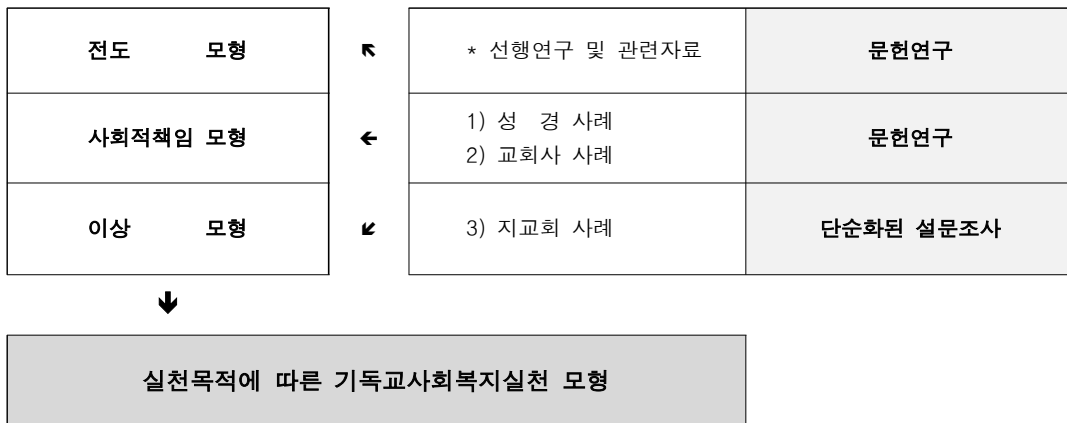 전도 모형 🡼 * 선행연구 및 관련자료 문헌연구
사회적책임 모형 🡸 1) 성 경 사례 문헌연구
2) 교회사 사례
이상 모형 🡿 3) 지교회 사례 단순화된 설문조사
🡻
실천목적에 따른 기독교사회복지실천 모형